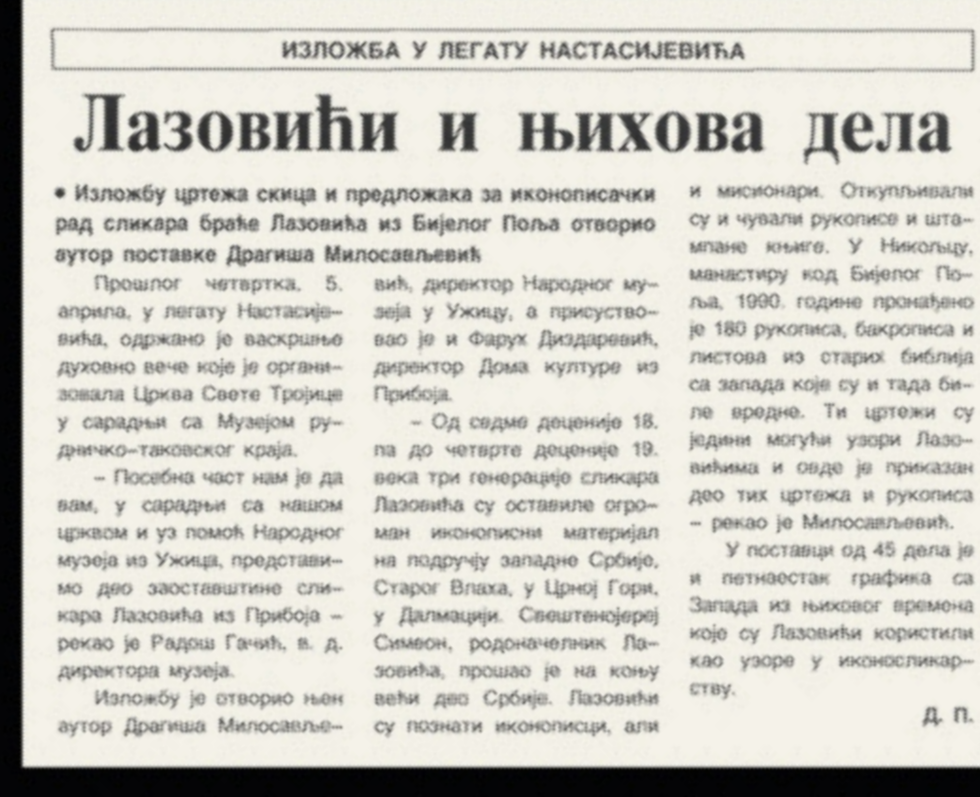 ИЗЛОЖБА У ЛЕГАТУ НАСТАСИЈЕВИЋА
Лазовићи и њихова дела
• Изложбу цртежа скица и предложака за иконописачки
рад сликара браће Лазовића из Бијелог Поља отворио
аутор поставке Драгиша Милосављевић
Прошлог четвртка, 5.
априла, у легату Настасије-
вића, одржано је васкршње
духовно вече које је органи-
зовала Црква Свете Тројице
у сарадњи са Музејом ру-
дничко-таковског краја.
- Посебна част нам је да
вам, у сарадњи са нашом
црквом и уз помоћ Народног
музеја из Ужица, представи-
мо део заоставштине сли-
кара Лазовића из Прибоја -
рекао је Радош Гачић, в. д.
директора музеја.
Изложбу је отворио њен
аутор Драгиша Милосавље-
вић, директор Народног му-
зеја у Ужицу, а присуство-
вао је и Фарук Диздаревић,
директор Дома културе из
Прибоја.
- Од седме деценије 18.
па до четврте деценије 19.
века три генерације сликара
Лазовића су оставиле огро-
ман иконописни материјал
на подручју западне Србије,
Старог Влаха, у Црној Гори,
у Далмацији. Свештенојереј
Симеон, родоначелник Ла-
зовића, прошао је на коњу
већи део Србије. Лазовићи
су познати иконописци, али
и мисионари. Откупљивали
су и чували рукописе и шта-
мпане књиге. У Никољцу,
манастиру код Бијелог По-
ља, 1990. године пронађено
је 180 рукописа, бакрописа и
листова из старих библија
са запада које су и тада би-
ле вредне. Ти цртежи су
једини могући узори Лазо-
вићима и овде је приказан
део тих цртежа и рукописа
- рекао је Милосављевић.
У поставци од 45 дела је
и петнаестак графика са
Запада из њиховог времена
које су Лазовићи користили
као узоре у иконосликар-
ству.
Д. П.